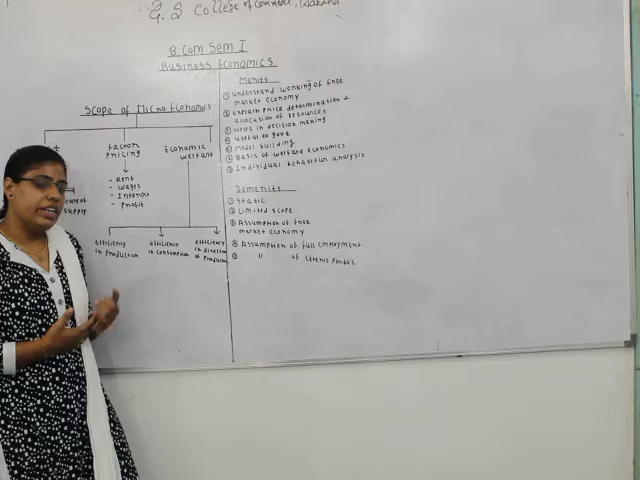 G. S. College of Commerce, Wardha
B.Com Sem I
Business Economics
Scope of Micro Economics
Factor Pricing
Economic Welfare
- Rent
- Wages
- Interest
- Profit
Supply
Efficiency in Production
Efficiency in Consumption
Efficiency in direction of Production
Merits
① Understand working of free
market economy
② Explain price determination &
allocation of resources
③ Helps in decision making
④ Useful to govt
⑤ Model building
⑥ Basis of welfare economics
⑦ Individual behaviour analysis
Demerits
① Static
② Limited scope
③ Assumption of free
market economy
④ Assumption of full employment
⑤ " of Ceteris Paribus.